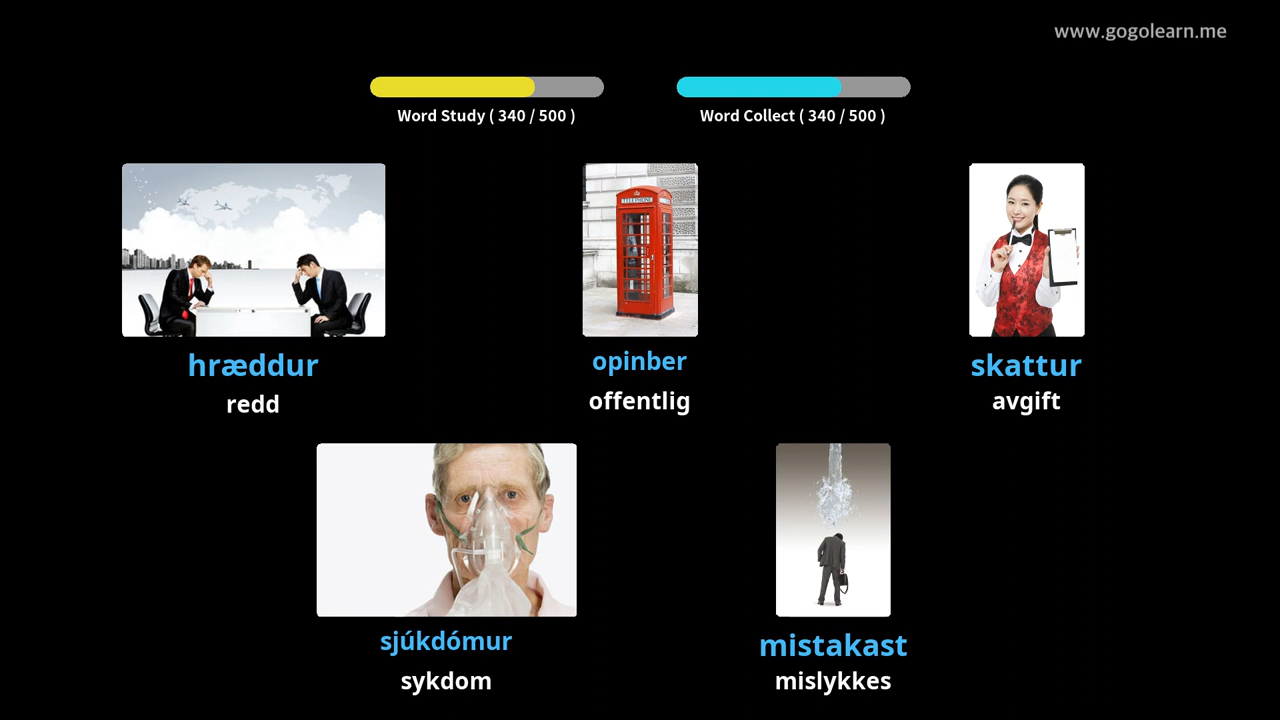 www.gogolearn.me
Word Study ( 340 / 500 )
Word Collect ( 340 / 500 )
TELEPHONE
hræddur
redd
opinber
offentlig
skattur
avgift
sjúkdómur
sykdom
mistakast
mislykkes